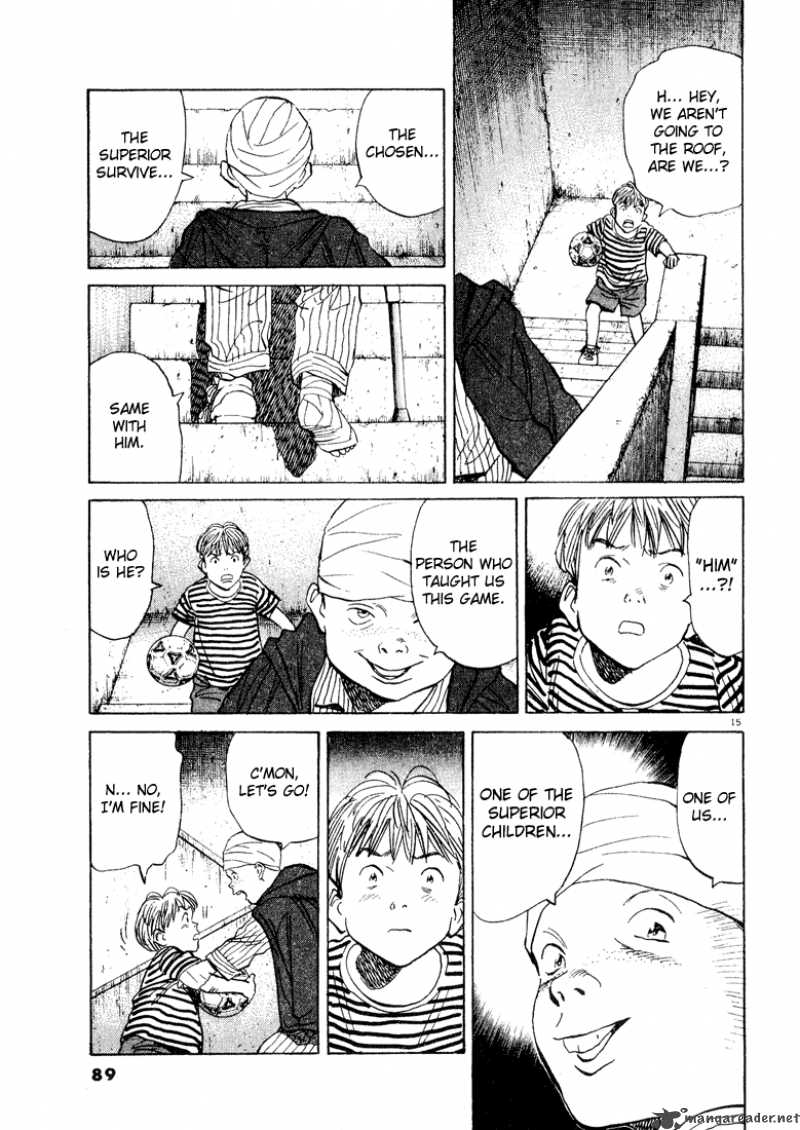 H... HEY,
WE AREN'T
GOING TO
THE ROOF,
ARE WE...?
THE
CHOSEN...
THE
SUPERIOR
SURVIVE...
SAME
WITH
HIM.
"HIM"
...?!
THE
PERSON WHO
TAUGHT US
THIS GAME.
WHO
IS HE?
15
ONE OF
US...
ONE OF THE
SUPERIOR
CHILDREN...
C'MON,
LET'S GO!
N... NO,
I'M FINE!
89
mangareader.net